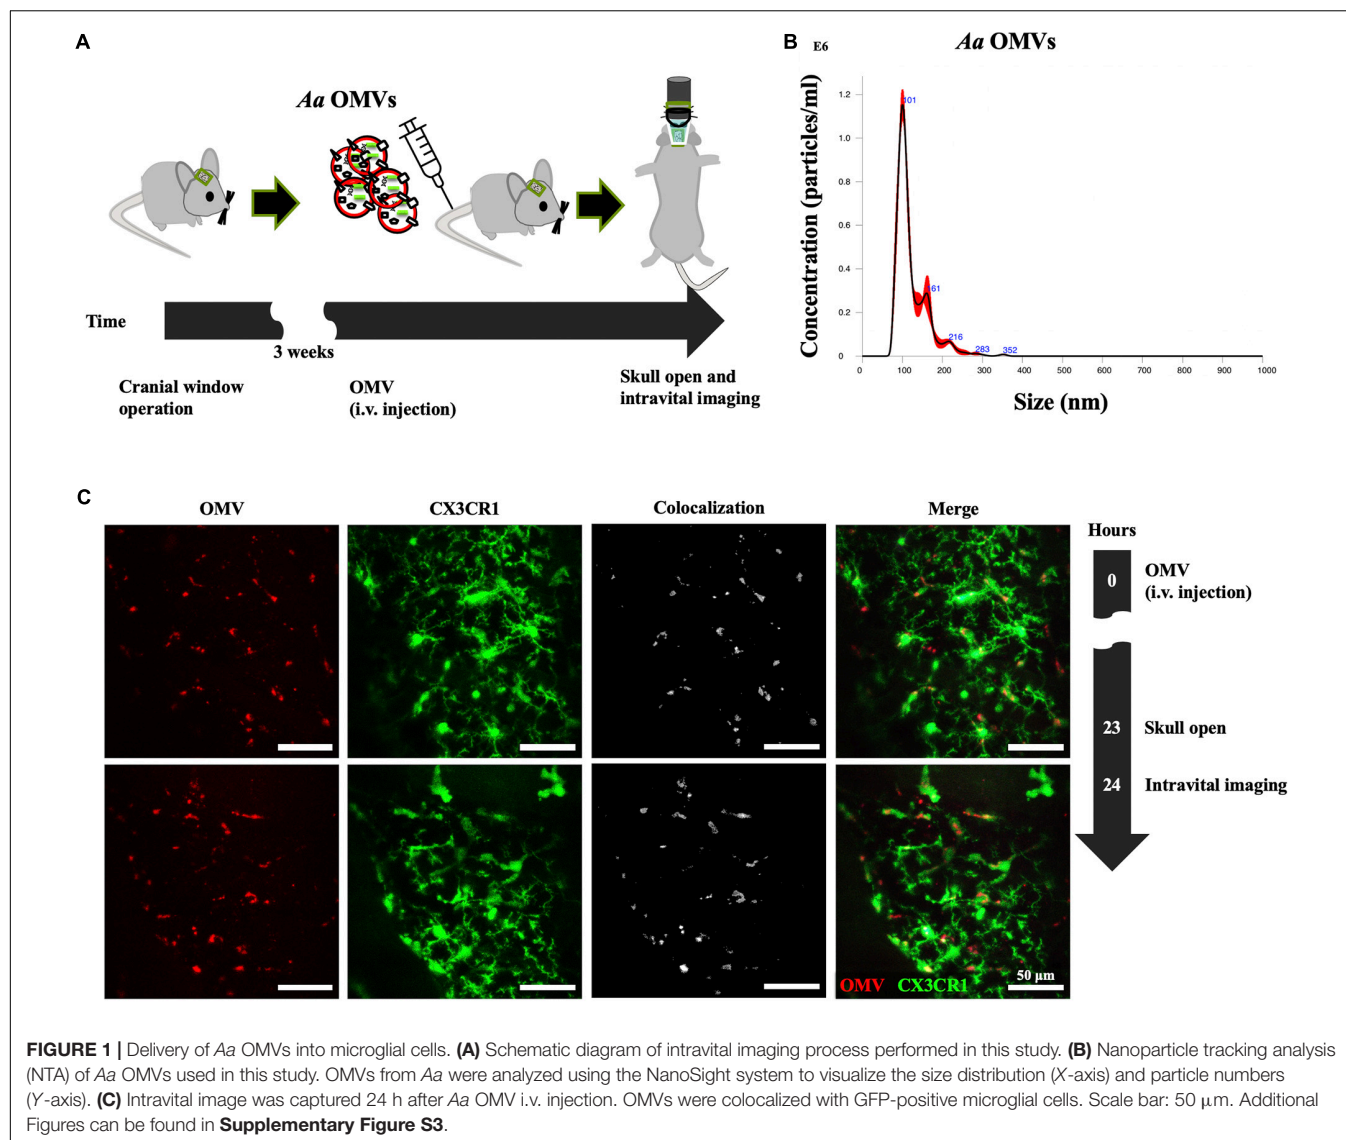 A
Aa OMVs
Time
3 weeks
Cranial window
operation
OMV
(i.v. injection)
Skull open and
intravital imaging
B
E6
Aa OMVs
Concentration (particles/ml)
1.2
1.0
0.8
0.6
0.4
0.2
0
101
161
216
283
352
0 100 200 300 400 500 600 700 800 900 1000
Size (nm)
C
OMV CX3CR1 Colocalization Merge
Hours
0
OMV
(i.v. injection)
23
Skull open
24
Intravital imaging
50 μm
OMV CX3CR1
FIGURE 1 | Delivery of Aa OMVs into microglial cells. (A) Schematic diagram of intravital imaging process performed in this study. (B) Nanoparticle tracking analysis
(NTA) of Aa OMVs used in this study. OMVs from Aa were analyzed using the NanoSight system to visualize the size distribution (X-axis) and particle numbers
(Y-axis). (C) Intravital image was captured 24 h after Aa OMV i.v. injection. OMVs were colocalized with GFP-positive microglial cells. Scale bar: 50 μm. Additional
Figures can be found in Supplementary Figure S3.